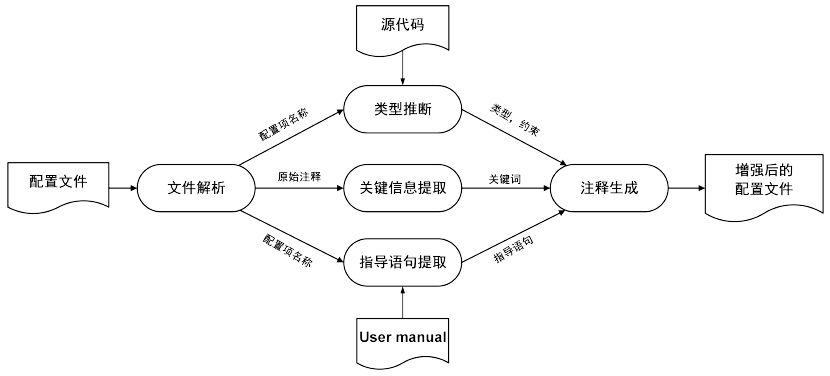 源代码
配置项名称
类型推断
类型，约束
配置文件
文件解析
原始注释
关键信息提取
关键词
注释生成
增强后的
配置文件
配置项名称
指导语句提取
指导语句
User manual